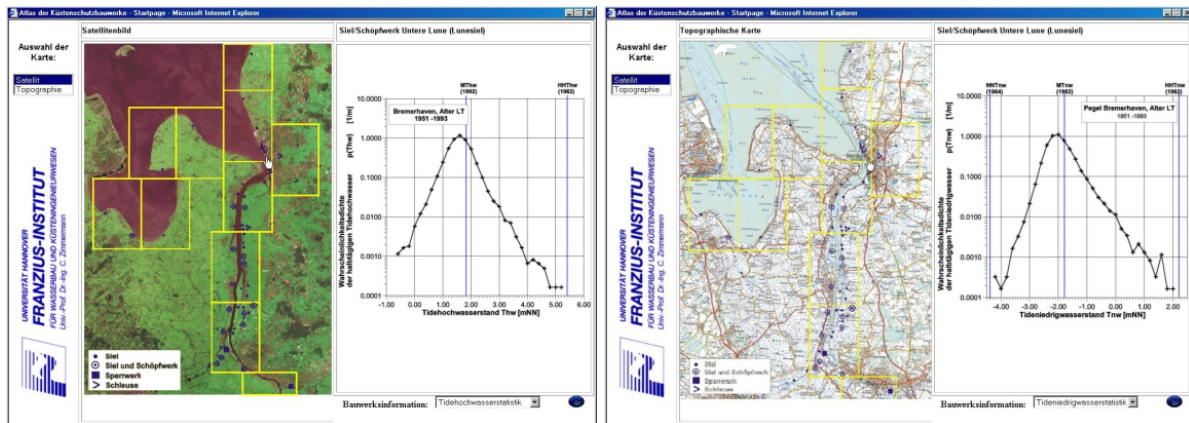 Atlas der Küstenschutzbauwerke - Startpage - Microsoft Internet Explorer
Auswahl der
Karte:
Satellit
Topographie
UNIVERSITÄT HANNOVER
FRANZIUS-INSTITUT
FÜR WASSERBAU UND KÜSTENINGENIEURWESEN
Univ.-Prof. Dr.-Ing. C. Zimmermann
Satellitenbild
Siel
Siel und Schöpfwerk
Sperrwerk
Schleuse
Siel/Schöpfwerk Untere Lune (Lunesiel)
MThw
(1992)
HHThw
(1962)
Bremerhaven, Alter LT
1951 -1993
Wahrscheinlichkeitsdichte p(Thw) [1/m]
der halbtägigen Tidehochwasser
10.0000
1.0000
0.1000
0.0100
0.0010
0.0001
-1.00 0.00 1.00 2.00 3.00 4.00 5.00 6.00
Tidehochwasserstand Thw [mNN]
Bauwerksinformation: Tidehochwasserstatistik
Atlas der Küstenschutzbauwerke - Startpage - Microsoft Internet Explorer
Auswahl der
Karte:
Satellit
Topographie
UNIVERSITÄT HANNOVER
FRANZIUS-INSTITUT
FÜR WASSERBAU UND KÜSTENINGENIEURWESEN
Univ.-Prof. Dr.-Ing. C. Zimmermann
Topographische Karte
Siel
Siel und Schöpfwerk
Sperrwerk
Schleuse
Siel/Schöpfwerk Untere Lune (Lunesiel)
NNTnw
(1964)
MTnw
(1992)
HHTnw
(1962)
Pegel Bremerhaven, Alter LT
1951 -1993
Wahrscheinlichkeitsdichte p(Tnw) [1/m]
der halbtägigen Tideniedrigwasser
10.0000
1.0000
0.1000
0.0100
0.0010
0.0001
-4.00 -3.00 -2.00 -1.00 0.00 1.00 2.00
Tideniedrigwasserstand Tnw [mNN]
Bauwerksinformation: Tideniedrigwasserstatistik